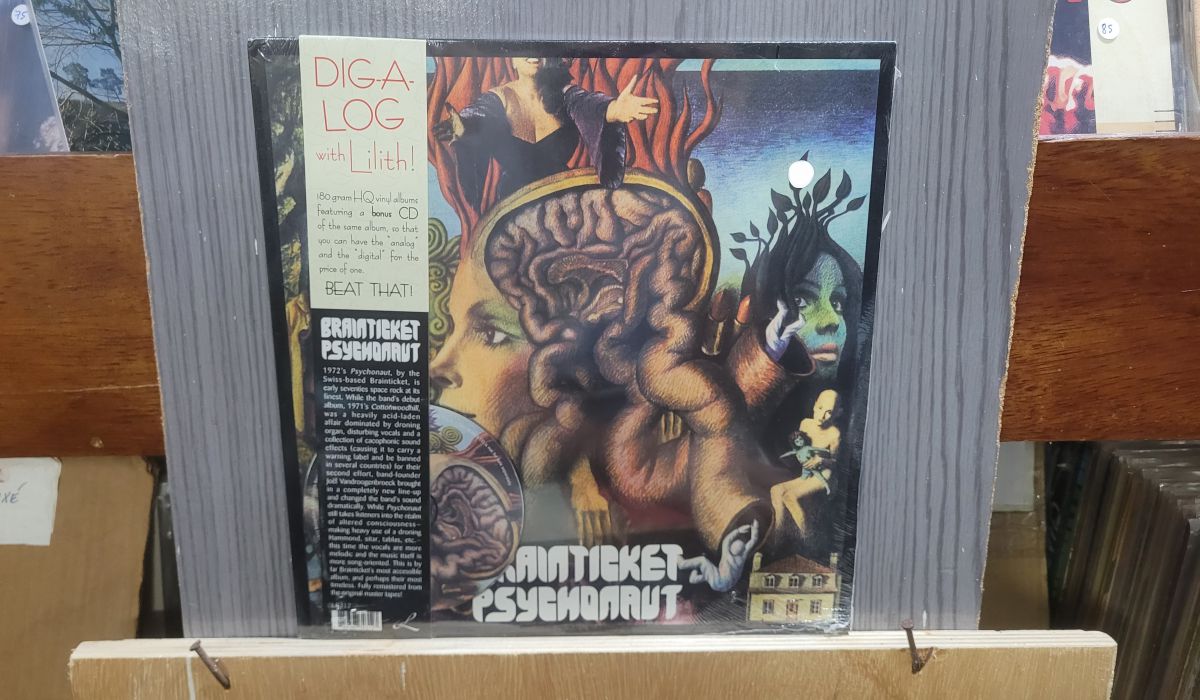 75
85
DIG-A-
LOG
with Lilith!
180 gram HQ vinyl albums
featuring a bonus CD
of the same album, so that
you can have the "analog"
and the "digital" for the
price of one.
BEAT THAT!
BRAINTICKET
PSYCHONAUT
1972's Psychonaut, by the
Swiss-based Brainticket, is
early seventies space rock at its
finest. While the band's debut
album, 1971's Cottonwoodhill,
was a heavily acid-laden
affair dominated by droning
organ, disturbing vocals and a
collection of cacophonic sound
effects (causing it to carry a
warning label and be banned
in several countries) for their
second effort, band-founder
Joël Vandroogenbroeck brought
in a completely new line-up
and changed the band's sound
dramatically. While Psychonaut
still takes listeners into the realm
of altered consciousness—
making heavy use of a droning
Hammond, sitar, tablas, etc.—
this time the vocals are more
melodic and the music itself is
more song-oriented. This is by
far Brainticket's most accessible
album, and perhaps their most
timeless. Fully remastered from
the original master tapes!
BRAINTICKET
PSYCHONAUT